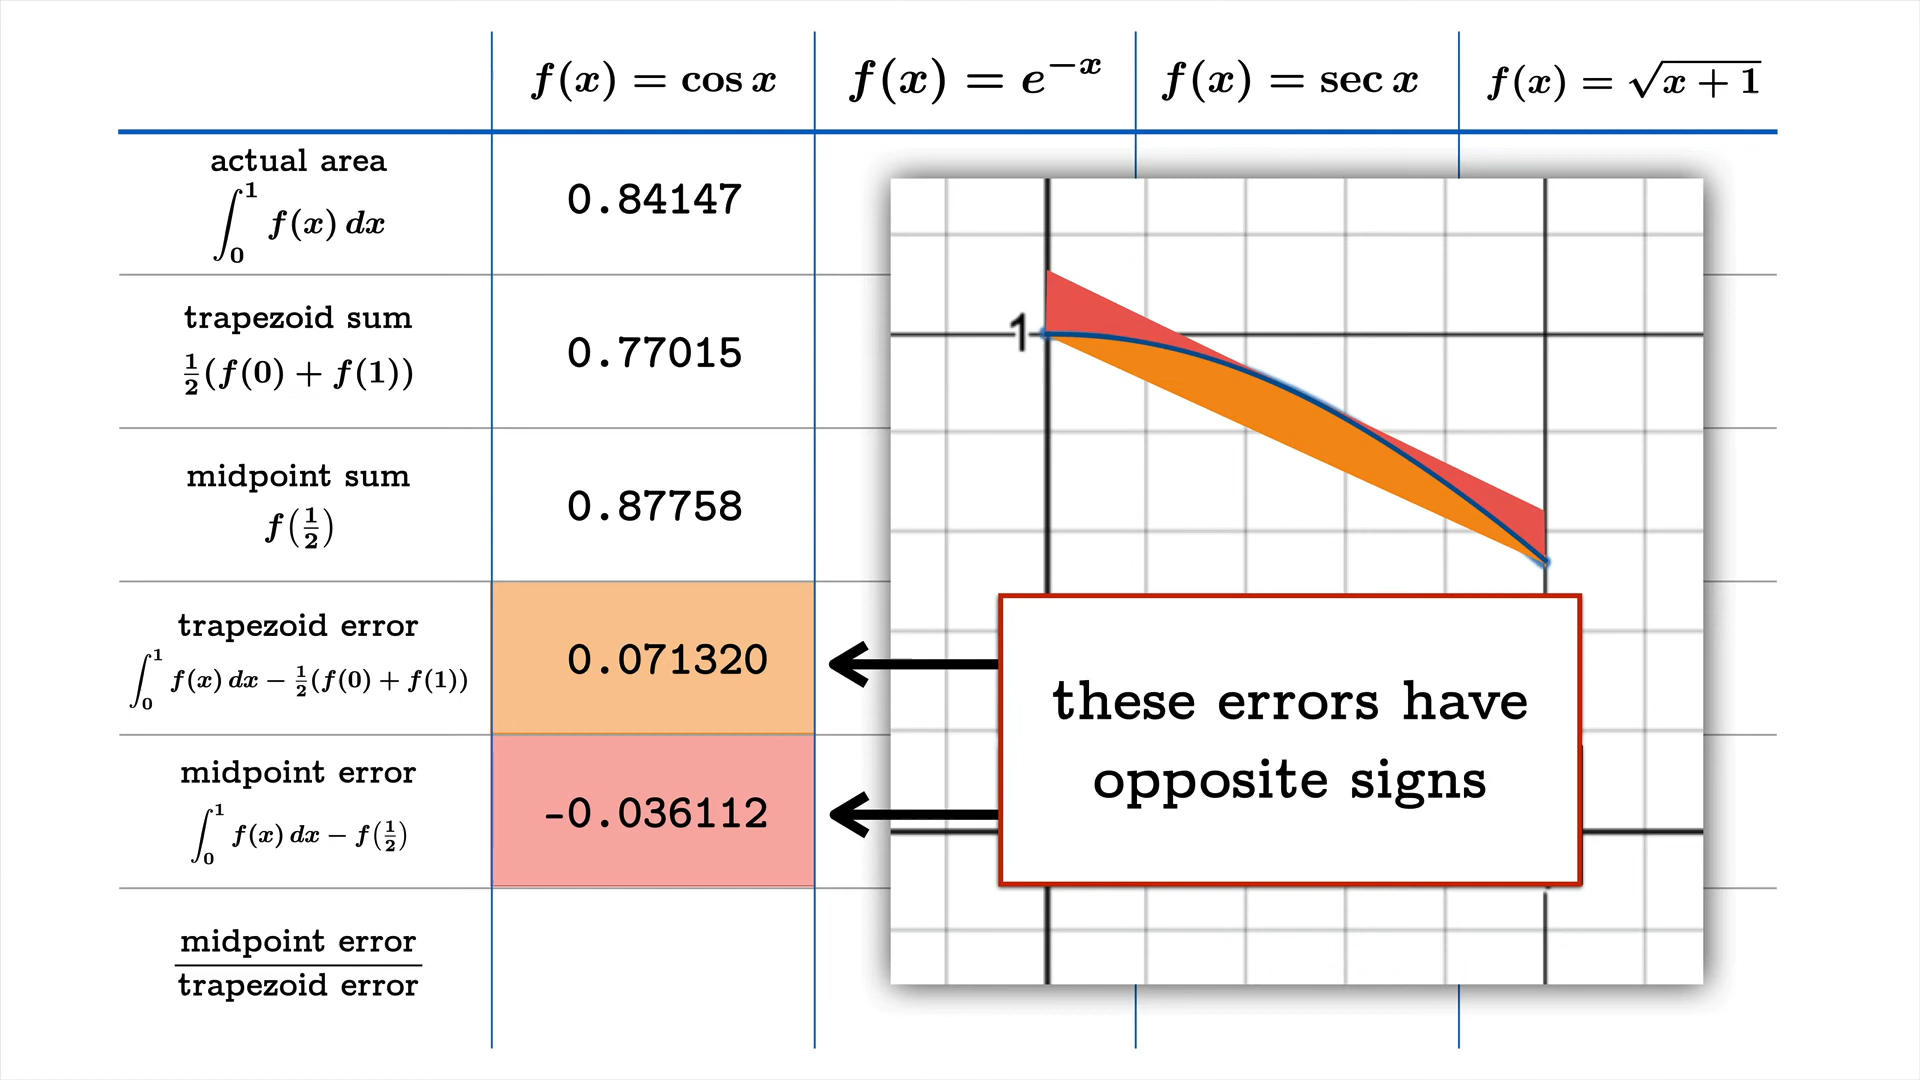 f(x) = cos x
f(x) = e^{-x}
f(x) = sec x
f(x) = √(x + 1)
actual area
∫₀¹ f(x) dx
0.84147
trapezoid sum
½(f(0) + f(1))
0.77015
midpoint sum
f(½)
0.87758
trapezoid error
∫₀¹ f(x) dx − ½(f(0) + f(1))
0.071320
midpoint error
∫₀¹ f(x) dx − f(½)
-0.036112
midpoint error
trapezoid error
1
these errors have
opposite signs